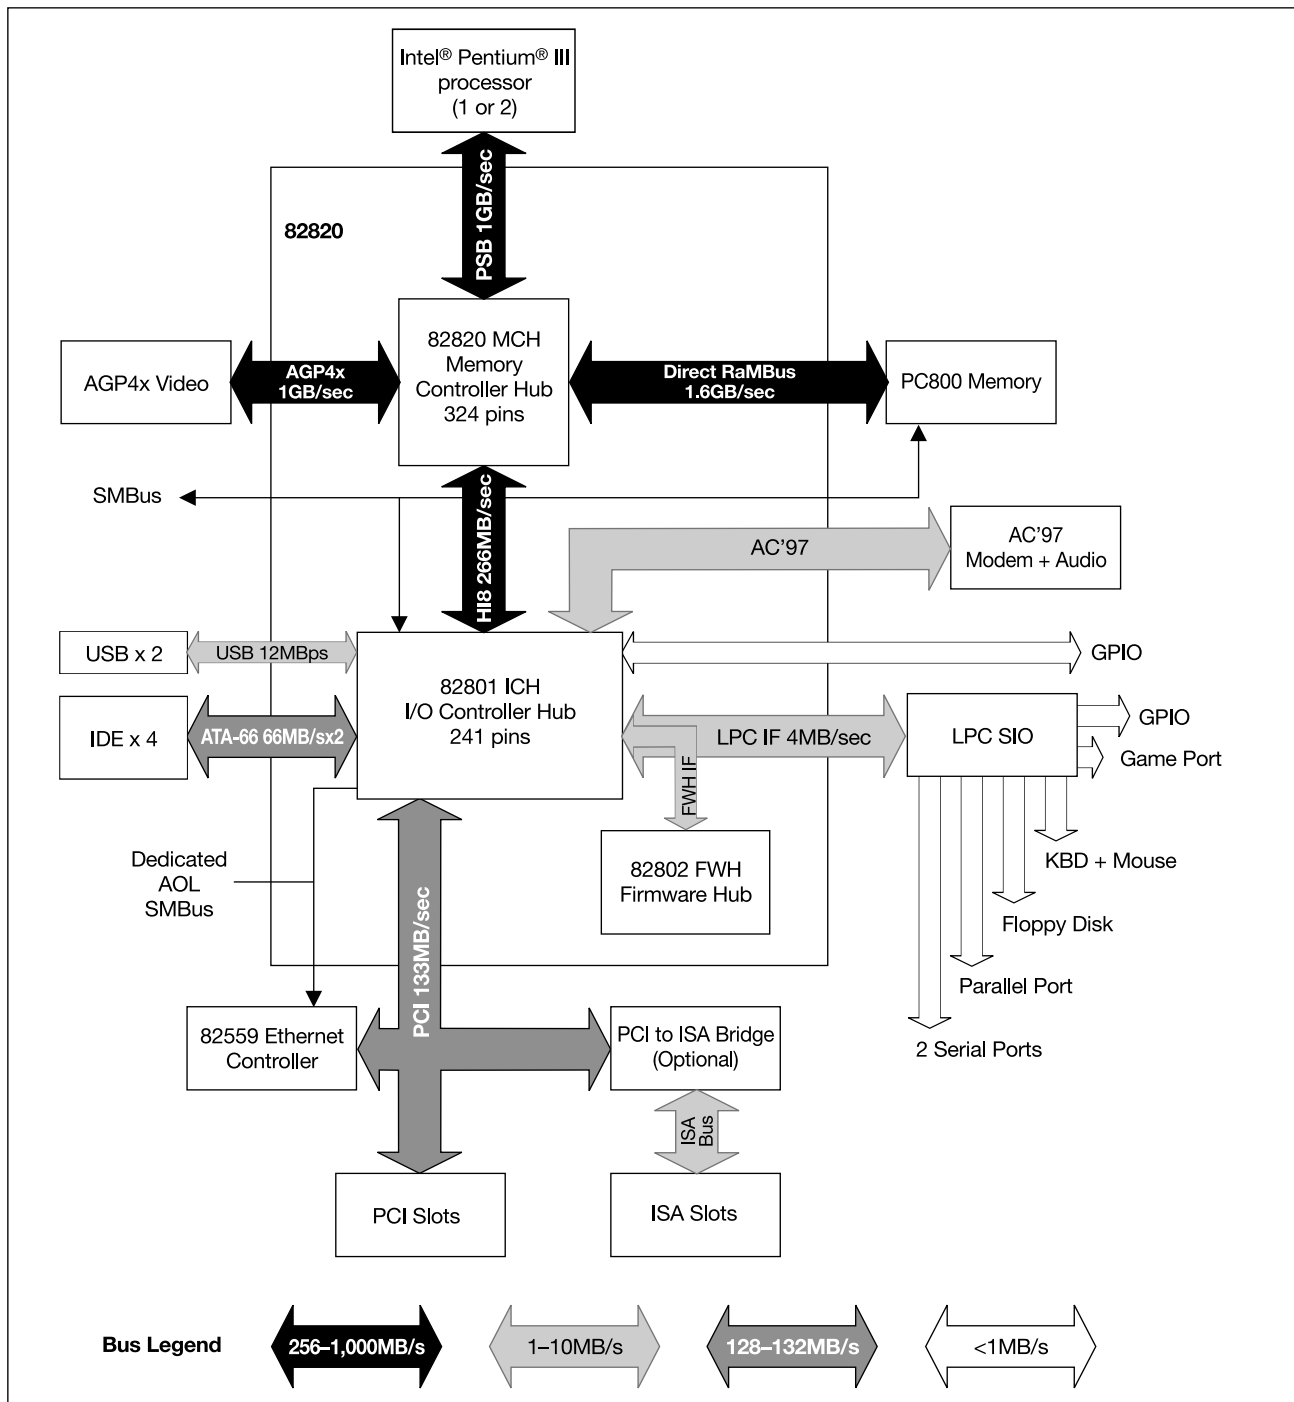 Intel® Pentium® III
processor
(1 or 2)
PSB 1GB/sec
82820
82820 MCH
Memory
Controller Hub
324 pins
AGP4x Video
AGP4x
1GB/sec
Direct RaMBus
1.6GB/sec
PC800 Memory
SMBus
HI8 266MB/sec
AC'97
AC'97
Modem + Audio
USB x 2
USB 12MBps
GPIO
82801 ICH
I/O Controller Hub
241 pins
IDE x 4
ATA-66 66MB/sx2
LPC IF 4MB/sec
LPC SIO
GPIO
Game Port
FWH IF
82802 FWH
Firmware Hub
KBD + Mouse
Floppy Disk
Parallel Port
2 Serial Ports
Dedicated
AOL
SMBus
PCI 133MB/sec
82559 Ethernet
Controller
PCI to ISA Bridge
(Optional)
ISA
Bus
PCI Slots
ISA Slots
Bus Legend
256–1,000MB/s
1–10MB/s
128–132MB/s
<1MB/s